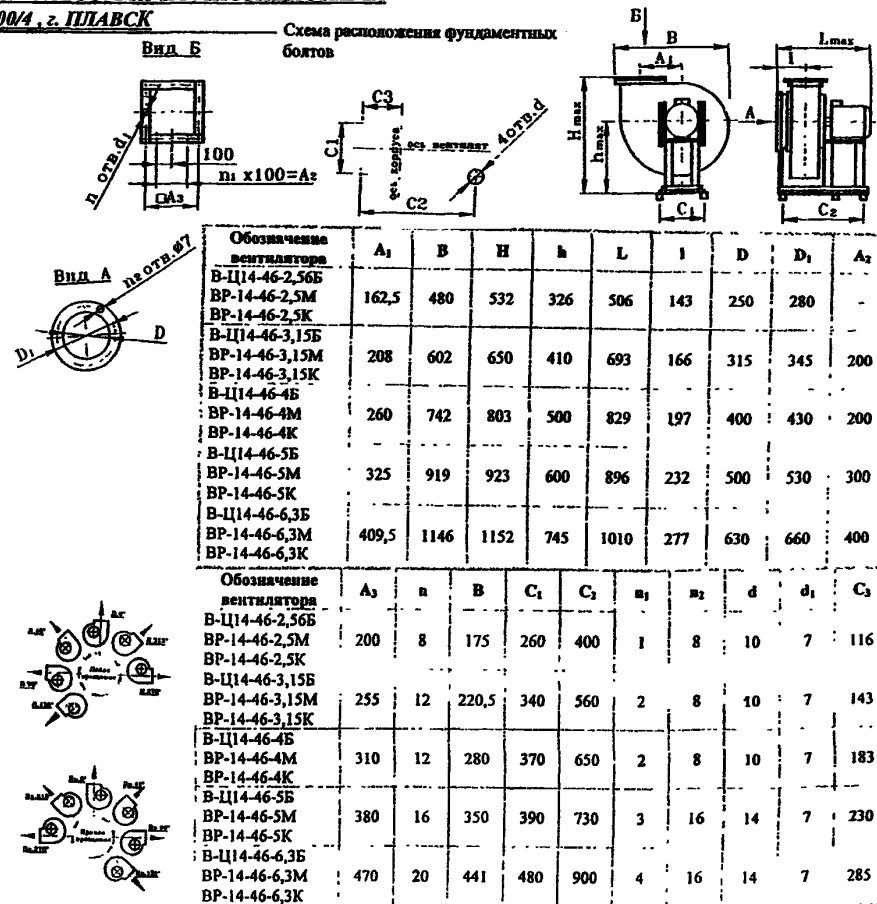 00/4 , г. ПЛАВСК
Схема расположения фундаментных
болтов
Вид Б
n отв.d₁
100
n₁ x100=A₂
□A₃
C3
C1
ось корпуса
ось вентилят
4отв.d
C2
Б
B
A₁
Hmax
hmax
C₁
A
Lmax
l
C₂
Вид А
n₂отн.ø7
D₁
D
Обозначение вентилятора A₁ B H h L l D D₁ A₂
В-Ц14-46-2,56Б
ВР-14-46-2,5М 162,5 480 532 326 506 143 250 280 -
ВР-14-46-2,5К
В-Ц14-46-3,15Б
ВР-14-46-3,15М 208 602 650 410 693 166 315 345 200
ВР-14-46-3,15К
В-Ц14-46-4Б
ВР-14-46-4М 260 742 803 500 829 197 400 430 200
ВР-14-46-4К
В-Ц14-46-5Б
ВР-14-46-5М 325 919 923 600 896 232 500 530 300
ВР-14-46-5К
В-Ц14-46-6,3Б
ВР-14-46-6,3М 409,5 1146 1152 745 1010 277 630 660 400
ВР-14-46-6,3К
Обозначение вентилятора A₃ n B C₁ C₂ n₁ n₂ d d₁ C₃
В-Ц14-46-2,56Б
ВР-14-46-2,5М 200 8 175 260 400 1 8 10 7 116
ВР-14-46-2,5К
В-Ц14-46-3,15Б
ВР-14-46-3,15М 255 12 220,5 340 560 2 8 10 7 143
ВР-14-46-3,15К
В-Ц14-46-4Б
ВР-14-46-4М 310 12 280 370 650 2 8 10 7 183
ВР-14-46-4К
В-Ц14-46-5Б
ВР-14-46-5М 380 16 350 390 730 3 16 14 7 230
ВР-14-46-5К
В-Ц14-46-6,3Б
ВР-14-46-6,3М 470 20 441 480 900 4 16 14 7 285
ВР-14-46-6,3К